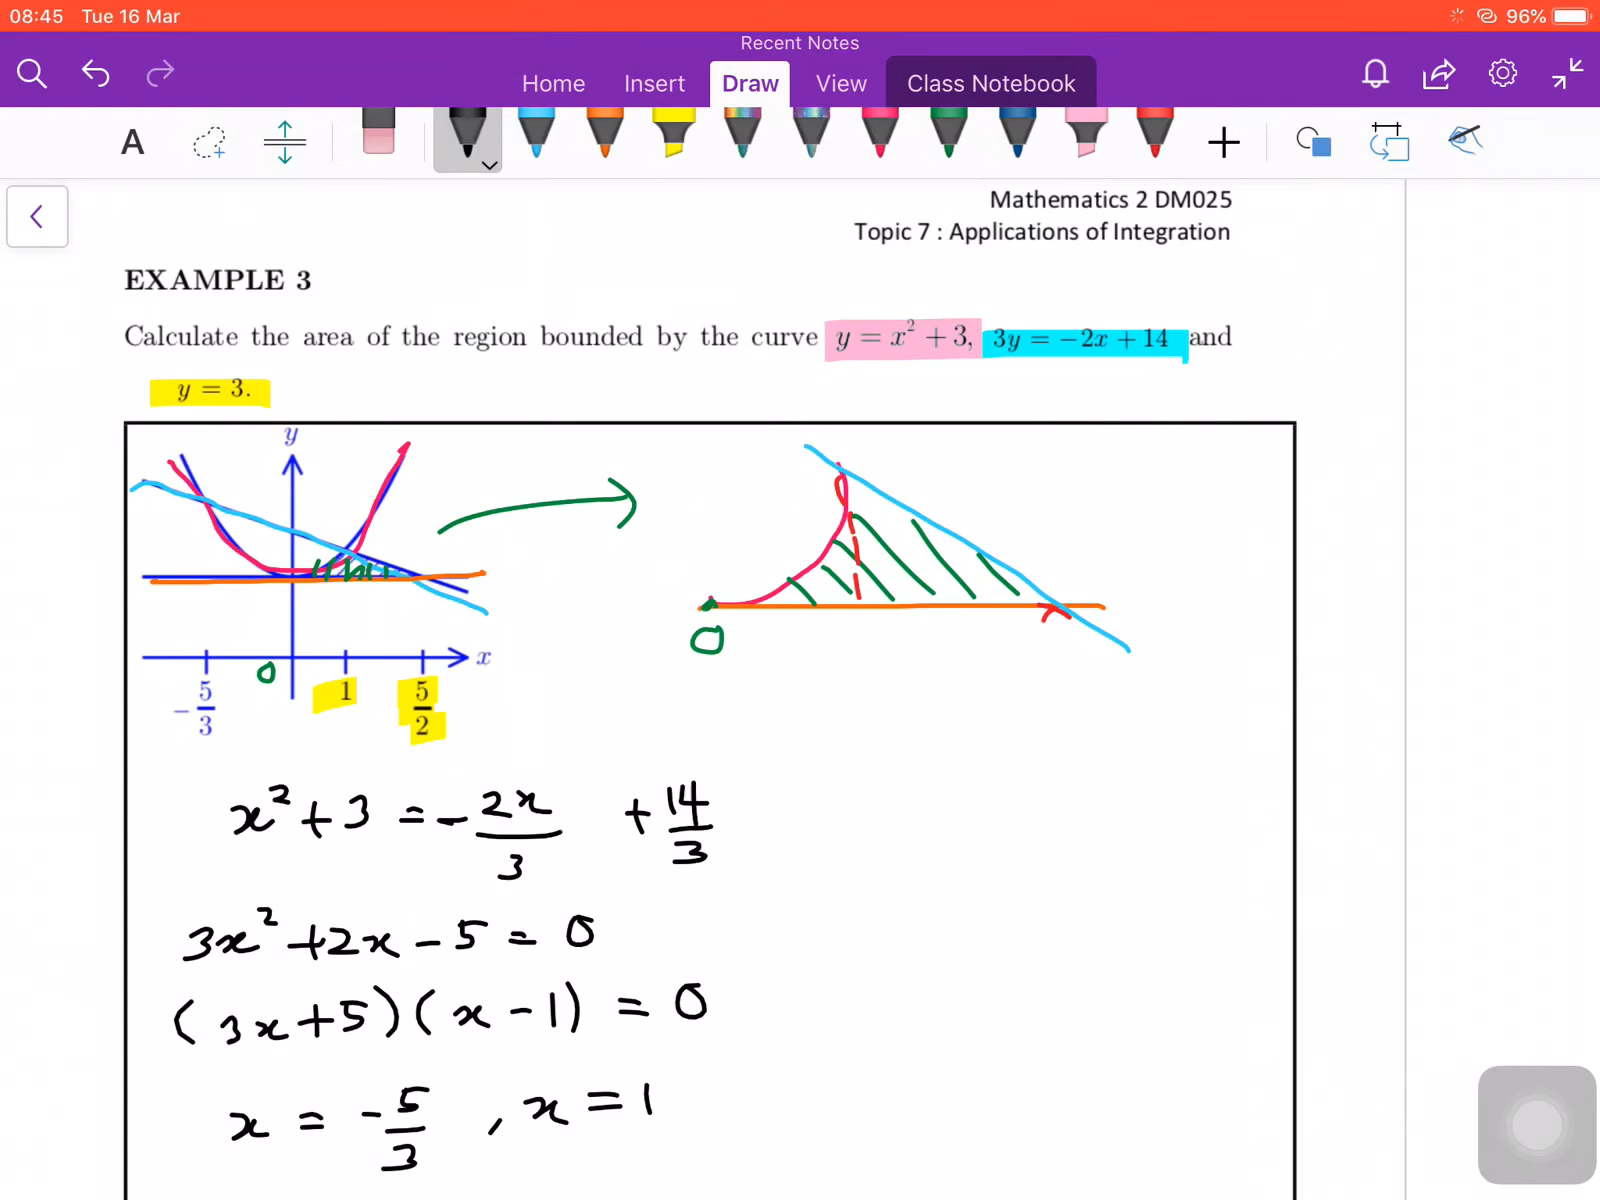 08:45 Tue 16 Mar
96%
Recent Notes
Home Insert Draw View Class Notebook
A
Mathematics 2 DM025
Topic 7 : Applications of Integration
EXAMPLE 3
Calculate the area of the region bounded by the curve y = x² + 3, 3y = −2x + 14 and
y = 3.
y
x
0
−5/3
1
5/2
0
x² + 3 = −2x/3 + 14/3
3x² + 2x − 5 = 0
(3x + 5)(x − 1) = 0
x = −5/3 , x = 1